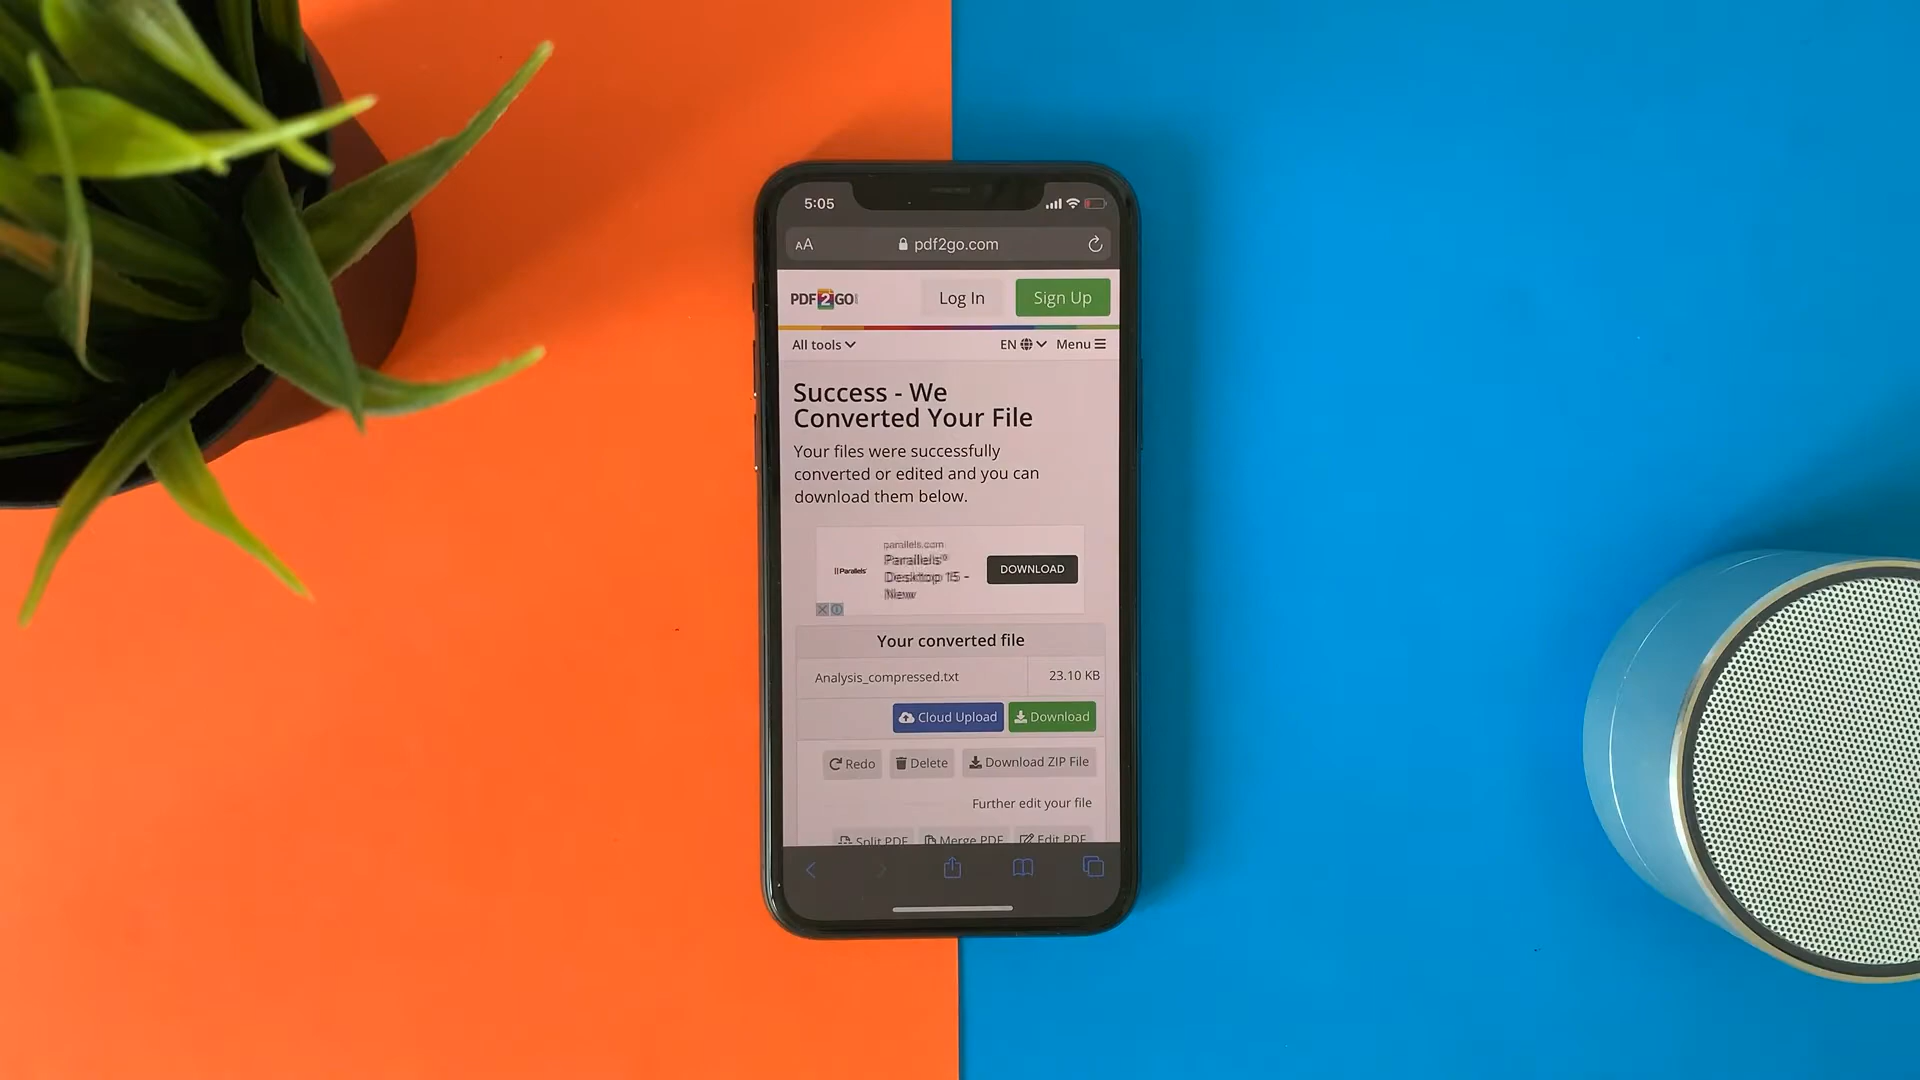 5:05
AA pdf2go.com
PDF2GO Log In Sign Up
All tools EN Menu
Success - We
Converted Your File
Your files were successfully
converted or edited and you can
download them below.
parallels.com
Parallels®
Desktop 15 -
New
Parallels
DOWNLOAD
Your converted file
Analysis_compressed.txt 23.10 KB
Cloud Upload Download
Redo Delete Download ZIP File
Further edit your file
Split PDF Merge PDF Edit PDF